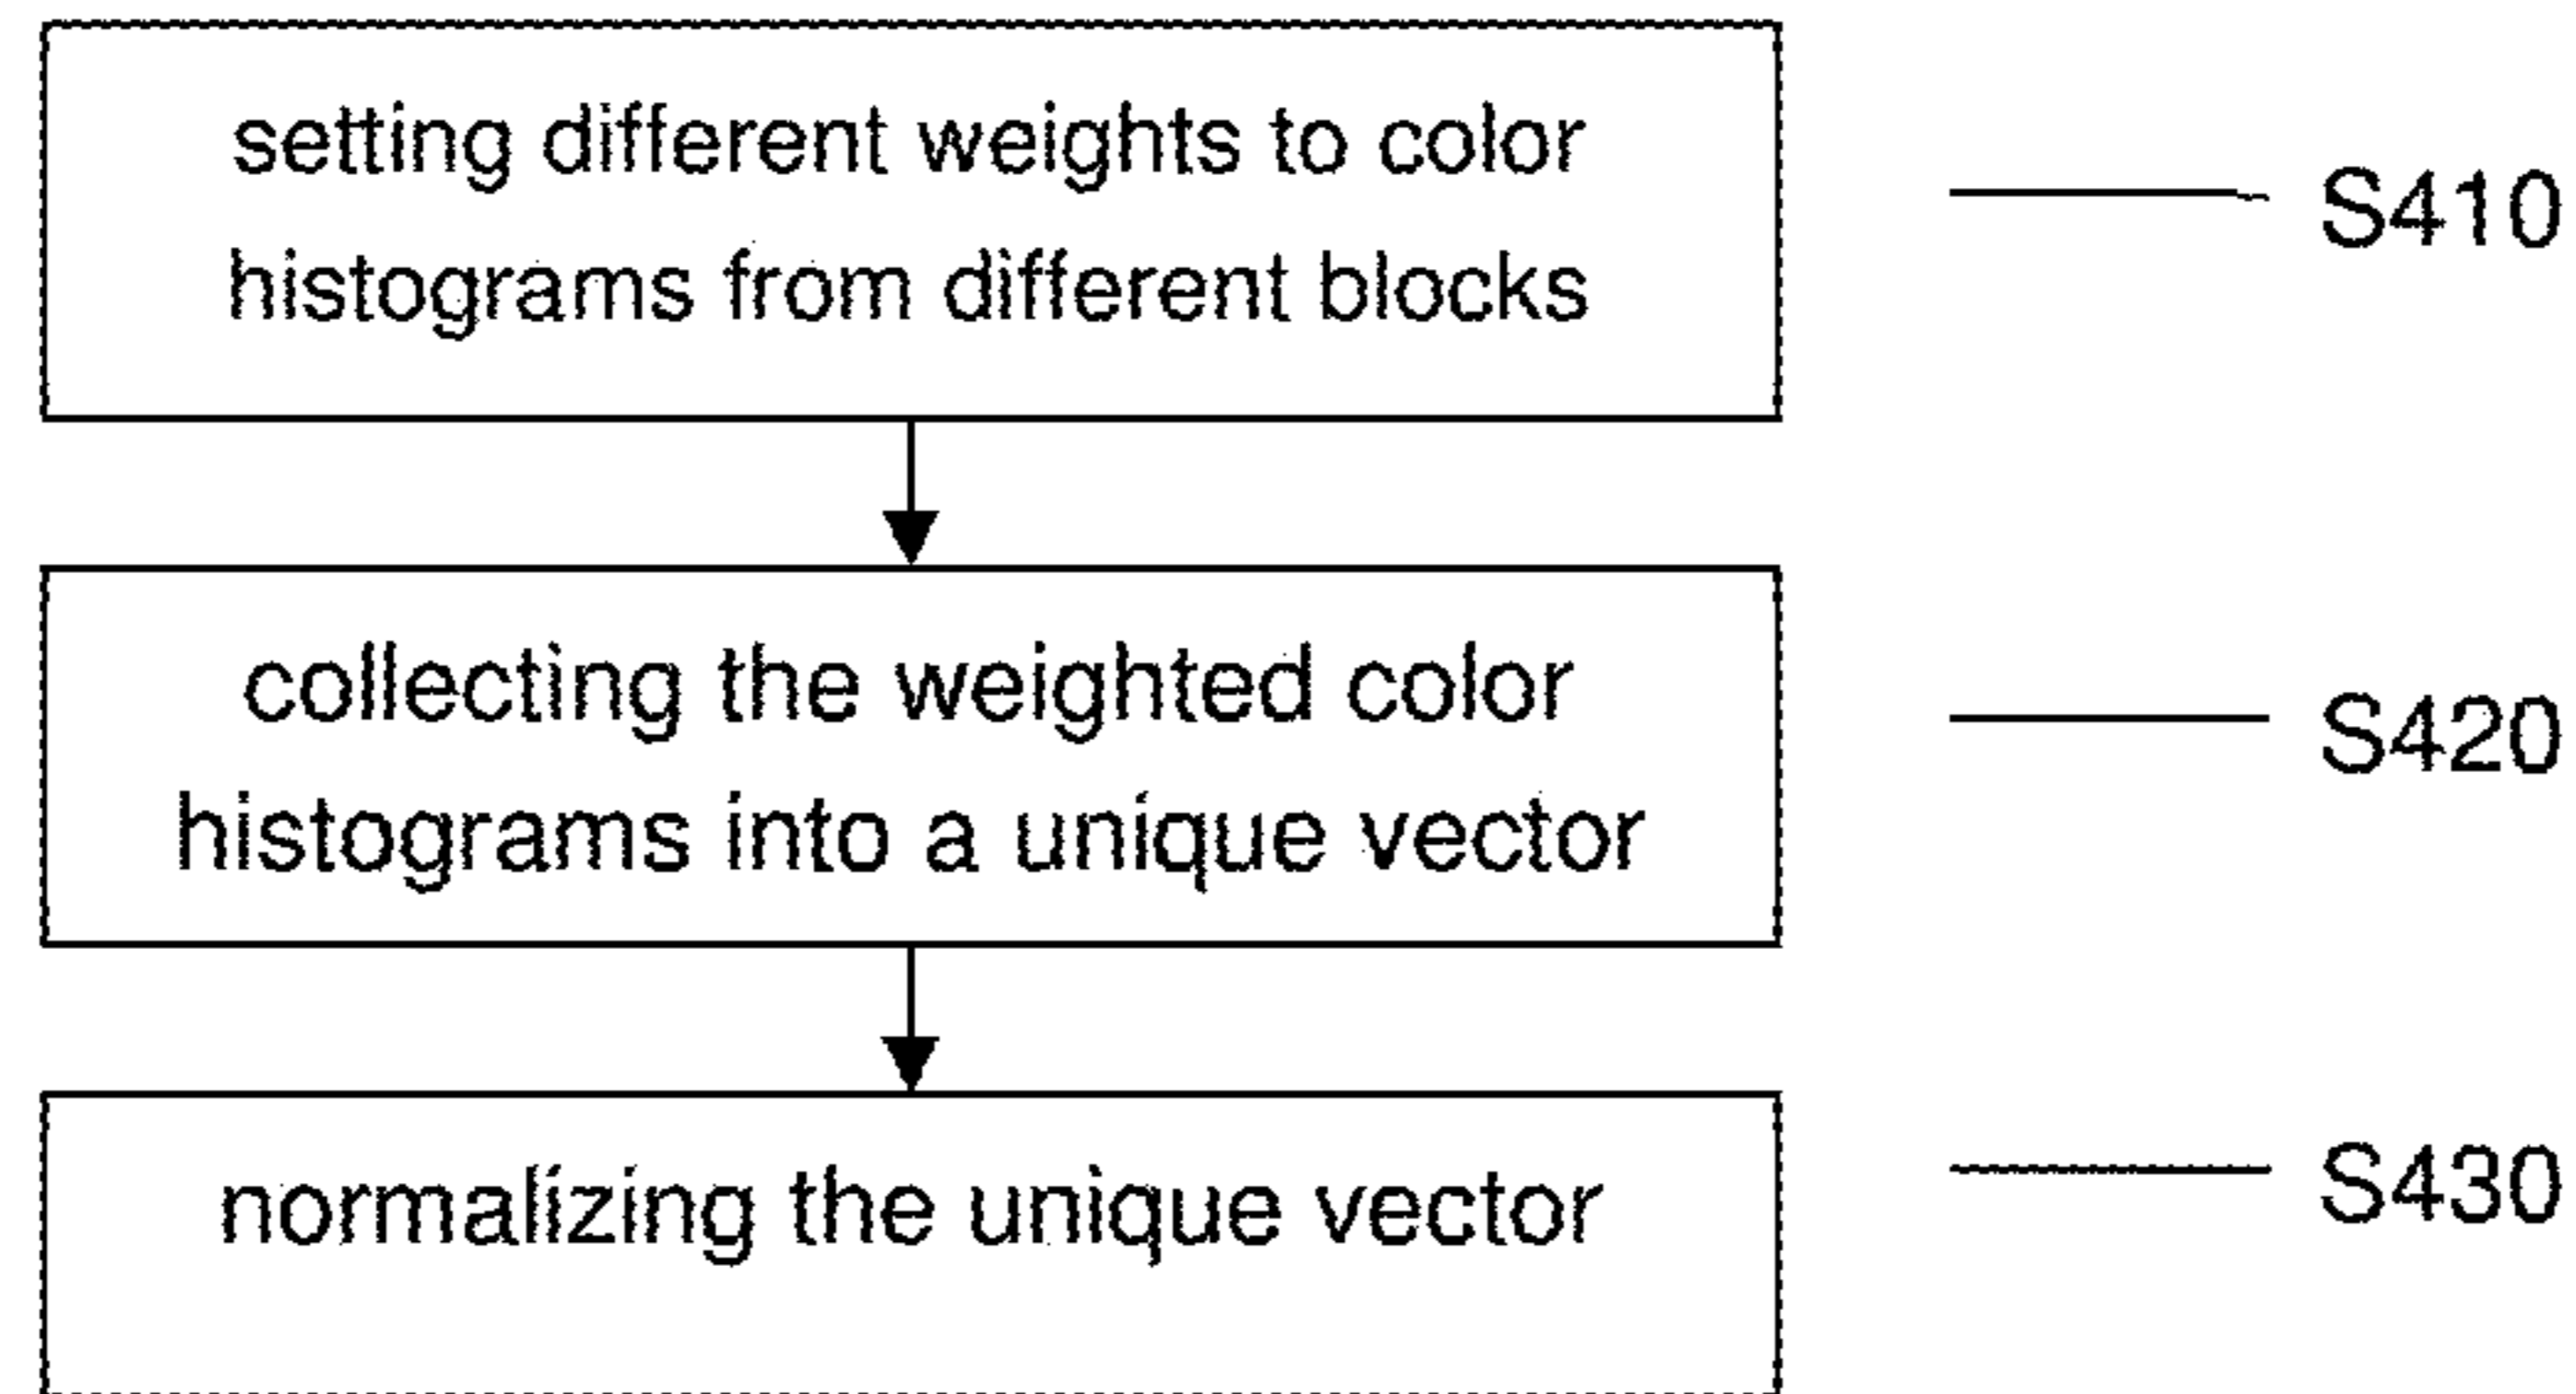 setting different weights to color
histograms from different blocks
S410
collecting the weighted color
histograms into a unique vector
S420
normalizing the unique vector
S430